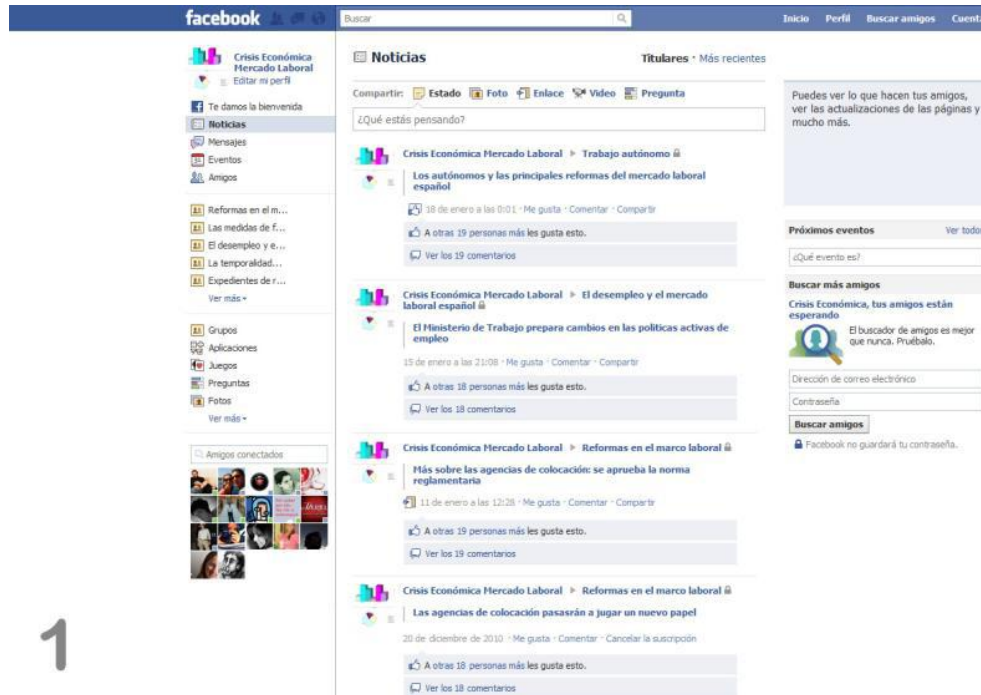 facebook
Buscar
Inicio Perfil Buscar amigos Cuenta
Crisis Económica
Mercado Laboral
Editar mi perfil
Te damos la bienvenida
Noticias
Mensajes
Eventos
Amigos
Reformas en el m...
Las medidas de f...
El desempleo y e...
La temporalidad...
Expedientes de r...
Ver más
Grupos
Aplicaciones
Juegos
Preguntas
Fotos
Ver más
Amigos conectados
Noticias
Titulares · Más recientes
Compartir: Estado Foto Enlace Video Pregunta
¿Qué estás pensando?
Crisis Económica Mercado Laboral Trabajo autónomo
Los autónomos y las principales reformas del mercado laboral
español
18 de enero a las 0:01 · Me gusta · Comentar · Compartir
A otras 19 personas más les gusta esto.
Ver los 19 comentarios
Crisis Económica Mercado Laboral El desempleo y el mercado
laboral español
El Ministerio de Trabajo prepara cambios en las políticas activas de
empleo
15 de enero a las 21:08 · Me gusta · Comentar · Compartir
A otras 18 personas más les gusta esto.
Ver los 18 comentarios
Crisis Económica Mercado Laboral Reformas en el marco laboral
Más sobre las agencias de colocación: se aprueba la norma
reglamentaria
11 de enero a las 12:28 · Me gusta · Comentar · Compartir
A otras 19 personas más les gusta esto.
Ver los 19 comentarios
Crisis Económica Mercado Laboral Reformas en el marco laboral
Las agencias de colocación pasasrán a jugar un nuevo papel
20 de diciembre de 2010 · Me gusta · Comentar · Cancelar la suscripción
A otras 18 personas más les gusta esto.
Ver los 18 comentarios
Puedes ver lo que hacen tus amigos,
ver las actualizaciones de las páginas y
mucho más.
Próximos eventos Ver todos
¿Qué evento es?
Buscar más amigos
Crisis Económica, tus amigos están
esperando
El buscador de amigos es mejor
que nunca. Pruébalo.
Dirección de correo electrónico
Contraseña
Buscar amigos
Facebook no guardará tu contraseña.
1